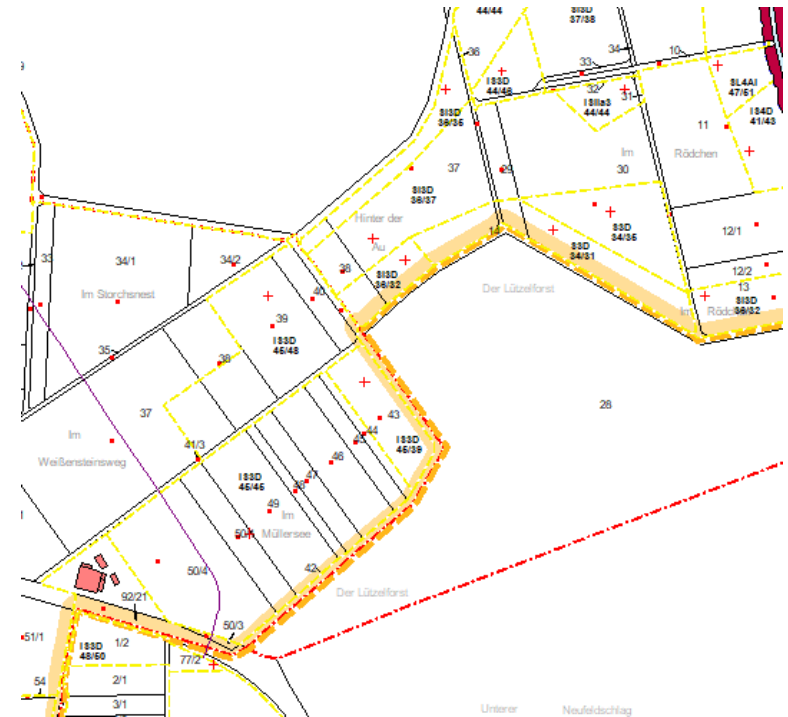 44/44
SI3D
37/38
36
34
33
10
IS3D
44/46
32
31
ISIIa3
44/44
SL4AI
47/51
IS4D
41/43
SI3D
36/35
11
Im
Rödchen
37
29
30
SI3D
36/37
Hinter der
Au
14
S3D
34/35
S3D
34/31
12/1
33
34/1
34/2
38
SI3D
36/32
12/2
13
Im Storchsnest
40
Der Lützelforst
Im
SI3D
36/32
39
IS3D
45/48
35
38
28
37
43
Im
44
45
IS3D
45/39
Weißensteinsweg
41/3
46
47
IS3D
45/45
48
49
Im
Müllersee
50/4
42
92/21
Der Lützelforst
50/3
51/1
IS3D
48/50
1/2
77/2
54
2/1
3/1
Unterer
Neufeldschlag